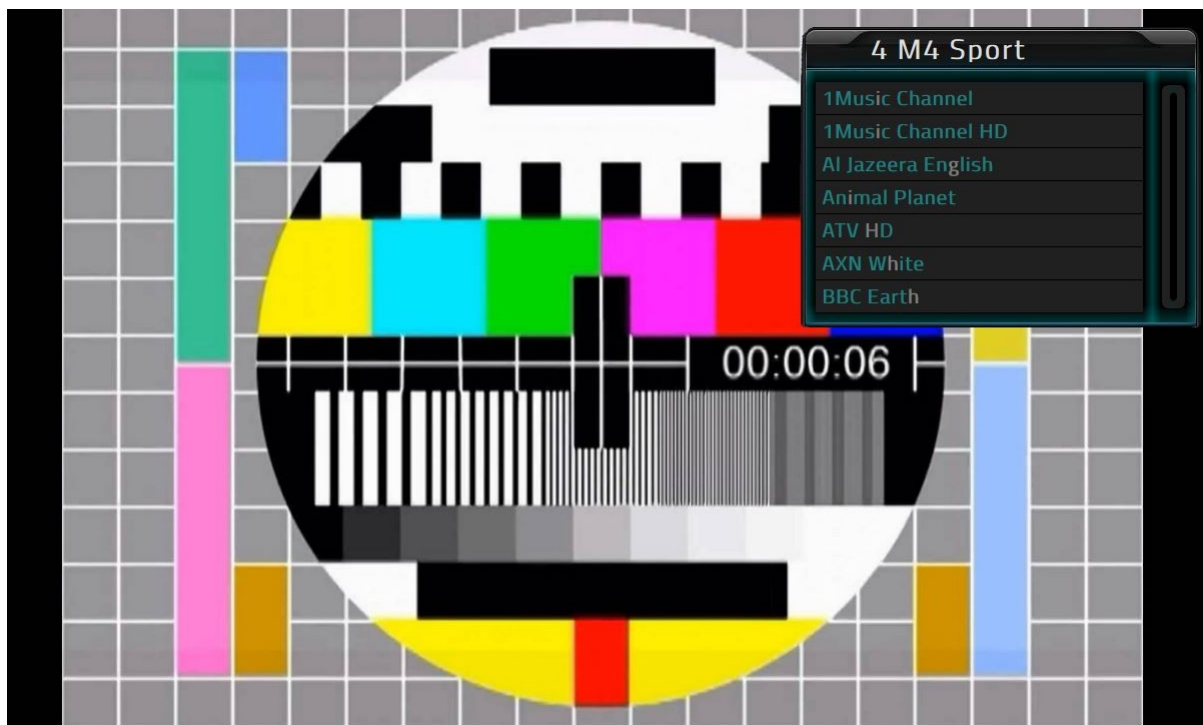 4 M4 Sport
1Music Channel
1Music Channel HD
Al Jazeera English
Animal Planet
ATV HD
AXN White
BBC Earth
00:00:06